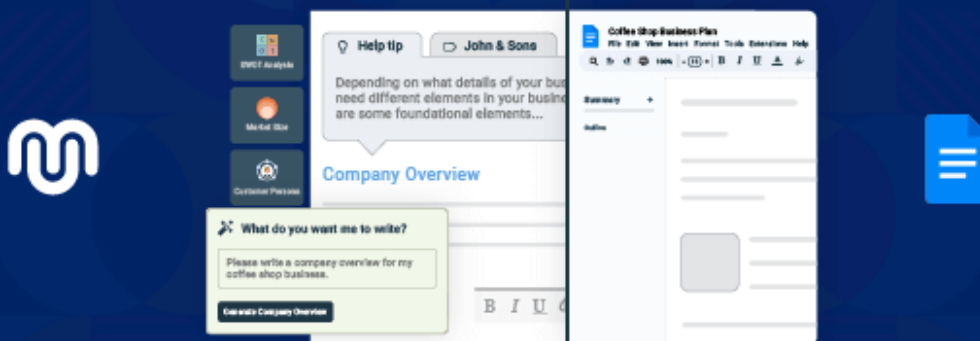 SWOT Analysis
Market Size
Customer Persona
Help tip
John & Sons
Depending on what details of your bus
need different elements in your busine
are some foundational elements...
Company Overview
What do you want me to write?
Please write a company overview for my
coffee shop business.
Generate Company Overview
B I U
Coffee Shop Business Plan
File Edit View Insert Format Tools Extensions Help
100% - 11 + B I U A
Summary +
Outline